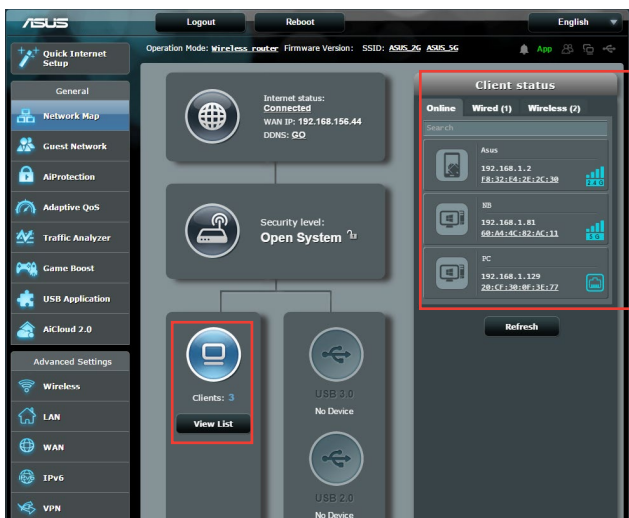 ASUS
Logout
Reboot
English
Quick Internet Setup
Operation Mode: Wireless router Firmware Version: SSID: ASUS_2G ASUS_5G
App
General
Network Map
Guest Network
AiProtection
Adaptive QoS
Traffic Analyzer
Game Boost
USB Application
AiCloud 2.0
Advanced Settings
Wireless
LAN
WAN
IPv6
VPN
Internet status:
Connected
WAN IP: 192.168.156.44
DDNS: GO
Security level:
Open System
Clients: 3
View List
USB 3.0
No Device
USB 2.0
No Device
Client status
Online Wired (1) Wireless (2)
Search
Asus
192.168.1.2
F8:32:E4:2E:2C:30
2.4G
NB
192.168.1.81
60:A4:4C:82:AC:11
5G
PC
192.168.1.129
20:CF:30:0F:3E:77
Refresh